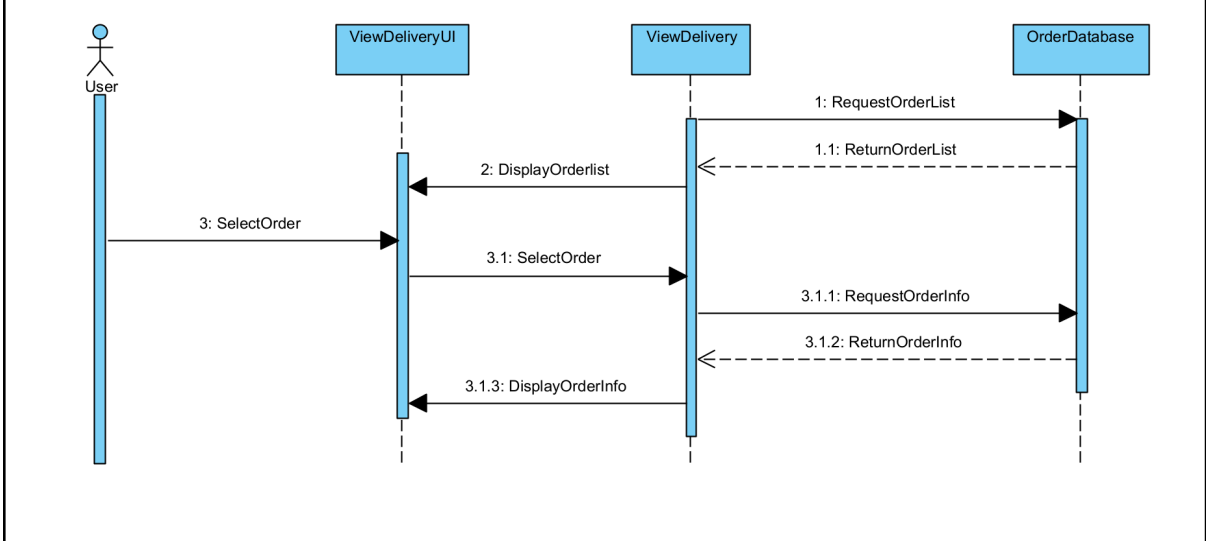 ViewDeliveryUI
ViewDelivery
OrderDatabase
User
1: RequestOrderList
1.1: ReturnOrderList
2: DisplayOrderlist
3: SelectOrder
3.1: SelectOrder
3.1.1: RequestOrderInfo
3.1.2: ReturnOrderInfo
3.1.3: DisplayOrderInfo